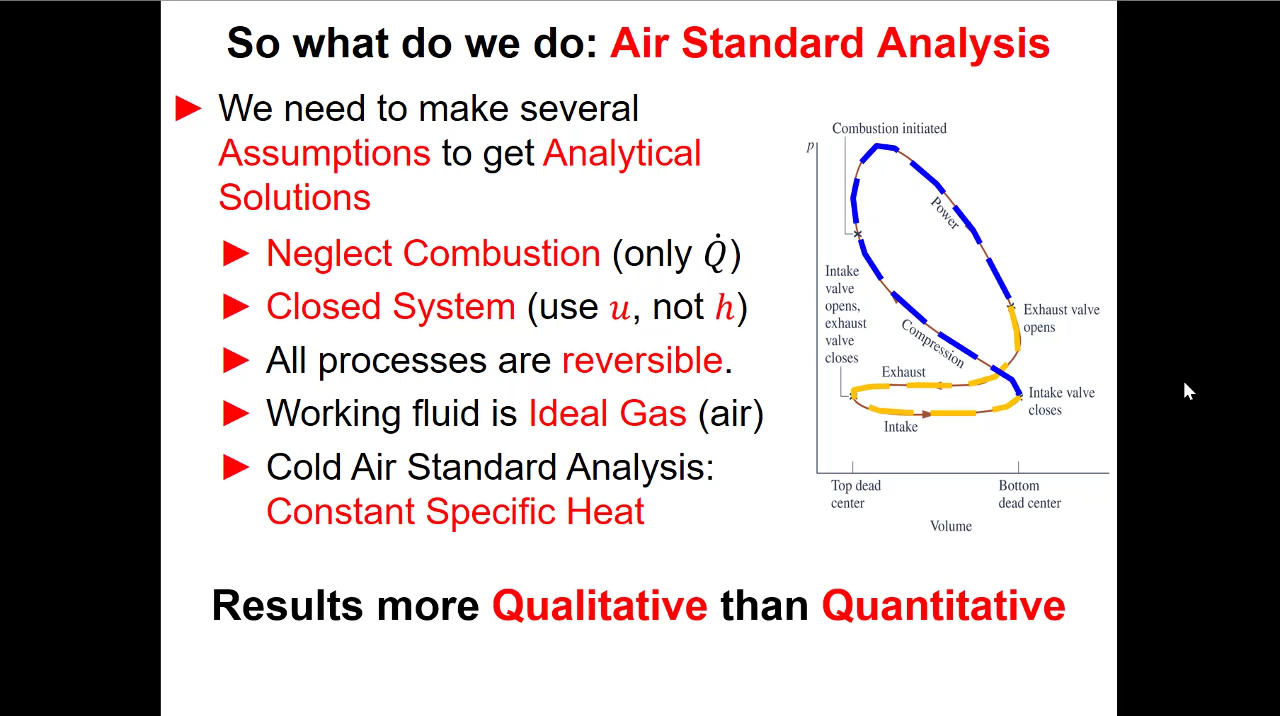 So what do we do: Air Standard Analysis
► We need to make several
Assumptions to get Analytical
Solutions
► Neglect Combustion (only Q̇)
► Closed System (use u, not h)
► All processes are reversible.
► Working fluid is Ideal Gas (air)
► Cold Air Standard Analysis:
Constant Specific Heat
Combustion initiated
p
Power
Intake
valve
opens,
exhaust
valve
closes
Compression
Exhaust valve
opens
Exhaust
Intake valve
closes
Intake
Top dead
center
Bottom
dead center
Volume
Results more Qualitative than Quantitative